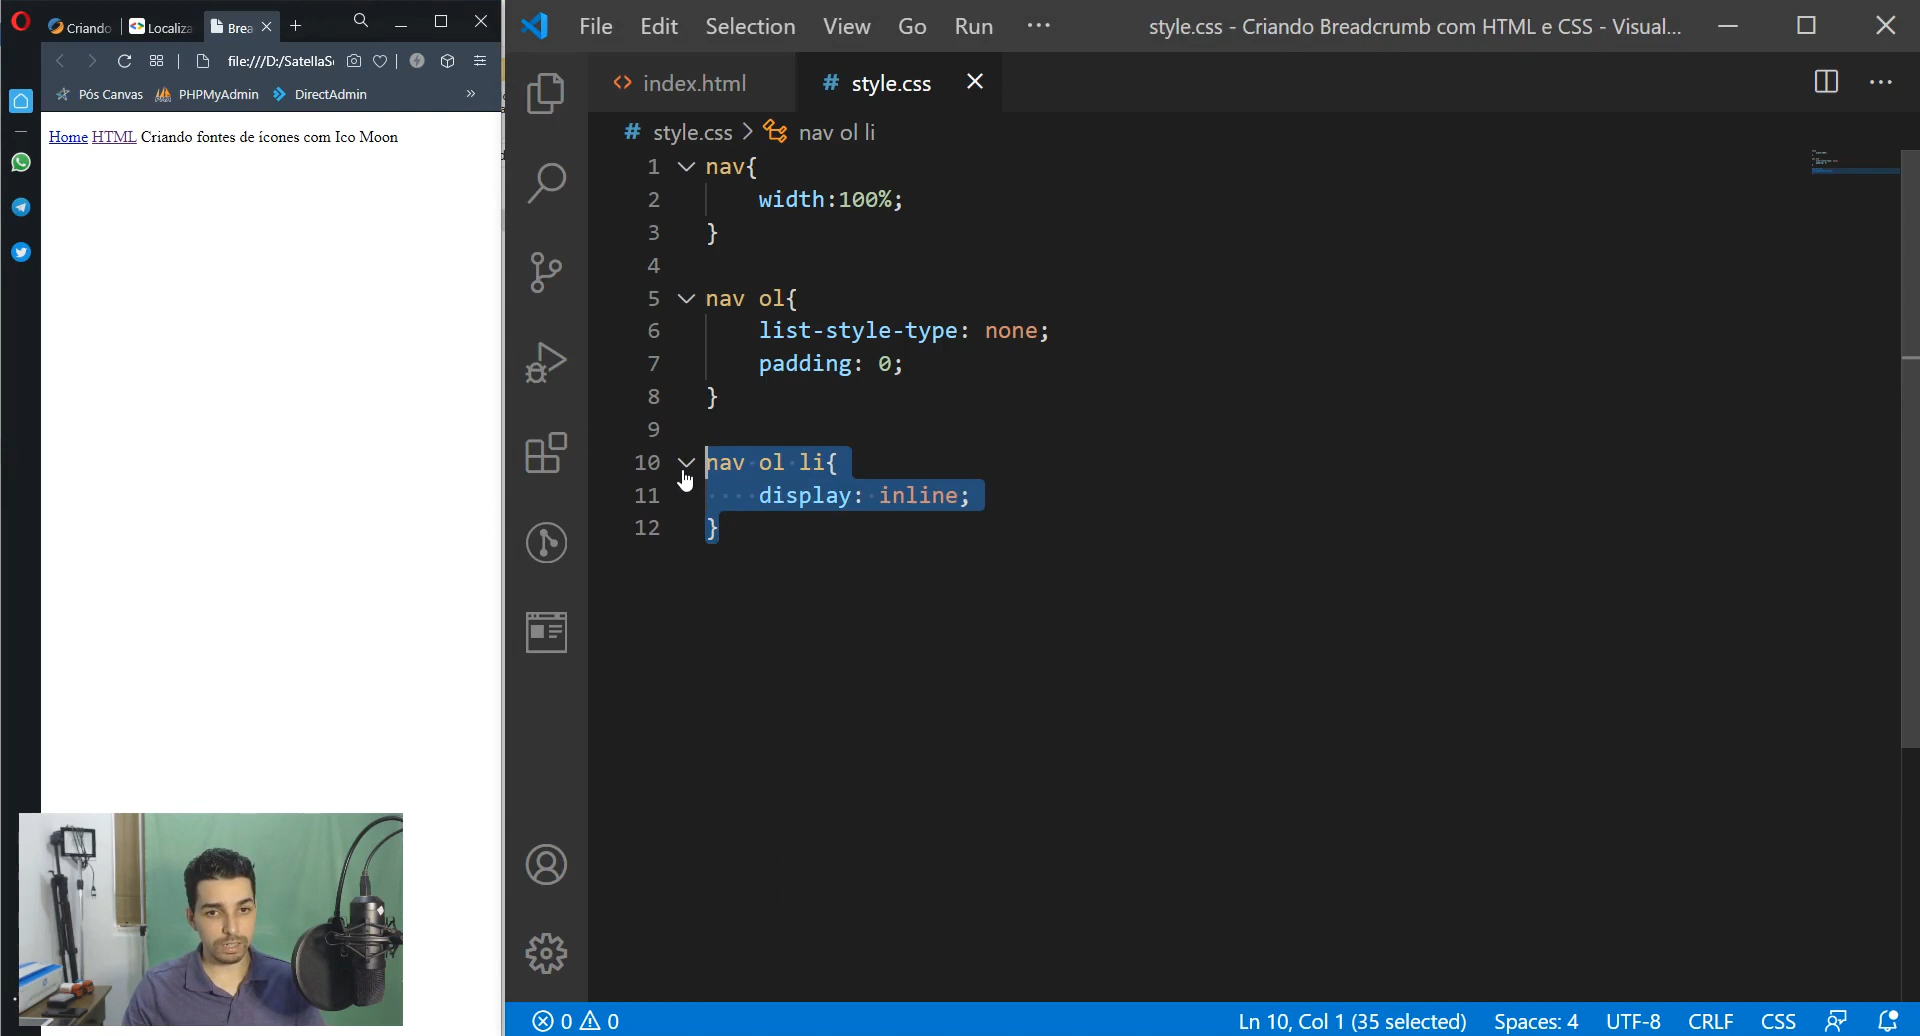 Criando
Localiza
Brea
file:///D:/SatellaS
Pós Canvas
PHPMyAdmin
DirectAdmin
»
Home HTML Criando fontes de ícones com Ico Moon
File Edit Selection View Go Run ···
style.css - Criando Breadcrumb com HTML e CSS - Visual...
index.html
# style.css
# style.css > nav ol li
1 nav{
2 width:100%;
3 }
4
5 nav ol{
6 list-style-type: none;
7 padding: 0;
8 }
9
10 nav ol li{
11 display: inline;
12 }
0 0
Ln 10, Col 1 (35 selected)
Spaces: 4
UTF-8
CRLF
CSS